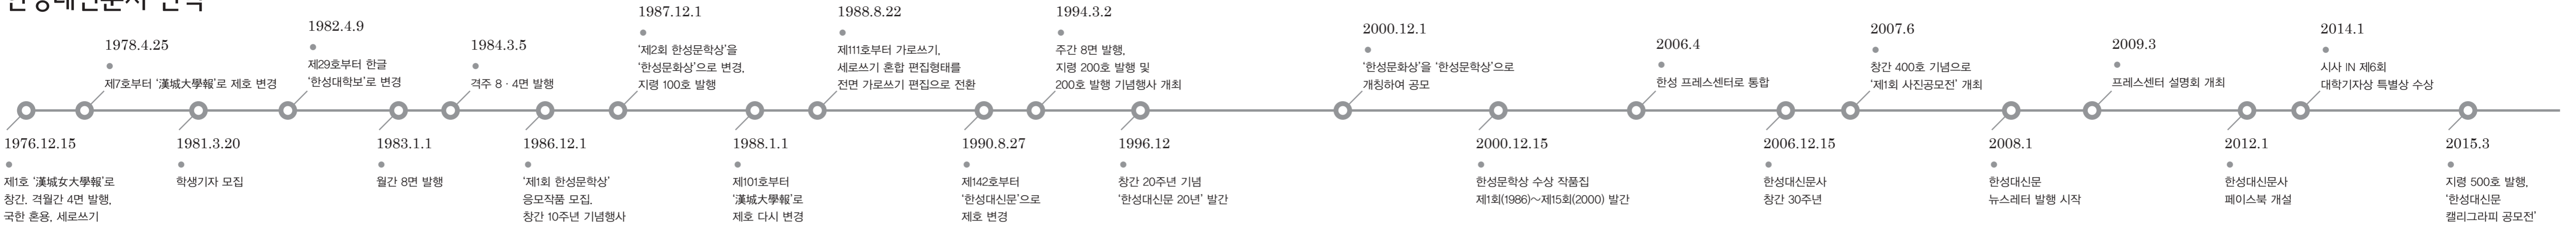 한성대신문사 연혁
1976.12.15
제1호 ‘漢城女大學報’로
창간. 격월간 4면 발행,
국한 혼용, 세로쓰기
1978.4.25
제7호부터 ‘漢城大學報’로 제호 변경
1981.3.20
학생기자 모집
1982.4.9
제29호부터 한글
‘한성대학보’로 변경
1983.1.1
월간 8면 발행
1984.3.5
격주 8 · 4면 발행
1986.12.1
‘제1회 한성문학상’
응모작품 모집.
창간 10주년 기념행사
1987.12.1
‘제2회 한성문학상’을
‘한성문화상’으로 변경,
지령 100호 발행
1988.1.1
제101호부터
‘漢城大學報’로
제호 다시 변경
1988.8.22
제111호부터 가로쓰기,
세로쓰기 혼합 편집형태를
전면 가로쓰기 편집으로 전환
1990.8.27
제142호부터
‘한성대신문’으로
제호 변경
1994.3.2
주간 8면 발행,
지령 200호 발행 및
200호 발행 기념행사 개최
1996.12
창간 20주년 기념
‘한성대신문 20년’ 발간
2000.12.1
‘한성문화상’을 ‘한성문학상’으로
개칭하여 공모
2000.12.15
한성문학상 수상 작품집
제1회(1986)～제15회(2000) 발간
2006.4
한성 프레스센터로 통합
2006.12.15
한성대신문사
창간 30주년
2007.6
창간 400호 기념으로
‘제1회 사진공모전’ 개최
2008.1
한성대신문
뉴스레터 발행 시작
2009.3
프레스센터 설명회 개최
2012.1
한성대신문사
페이스북 개설
2014.1
시사 IN 제6회
대학기자상 특별상 수상
2015.3
지령 500호 발행,
‘한성대신문
캘리그라피 공모전’